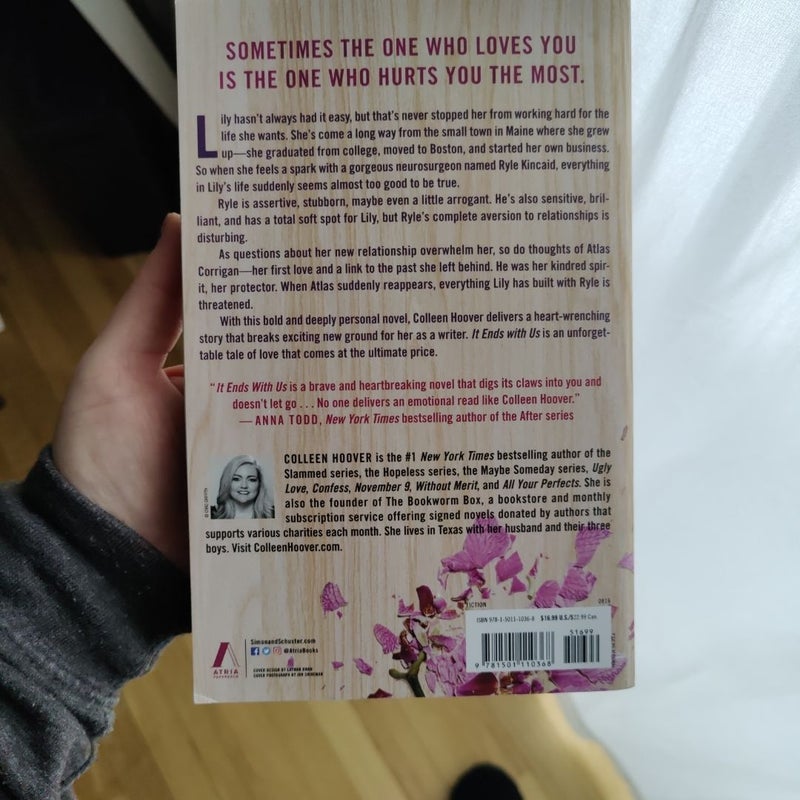 SOMETIMES THE ONE WHO LOVES YOU
IS THE ONE WHO HURTS YOU THE MOST.
Lily hasn't always had it easy, but that's never stopped her from working hard for the
life she wants. She's come a long way from the small town in Maine where she grew
up—she graduated from college, moved to Boston, and started her own business.
So when she feels a spark with a gorgeous neurosurgeon named Ryle Kincaid, everything
in Lily's life suddenly seems almost too good to be true.
Ryle is assertive, stubborn, maybe even a little arrogant. He's also sensitive, bril-
liant, and has a total soft spot for Lily, but Ryle's complete aversion to relationships is
disturbing.
As questions about her new relationship overwhelm her, so do thoughts of Atlas
Corrigan—her first love and a link to the past she left behind. He was her kindred spir-
it, her protector. When Atlas suddenly reappears, everything Lily has built with Ryle is
threatened.
With this bold and deeply personal novel, Colleen Hoover delivers a heart-wrenching
story that breaks exciting new ground for her as a writer. It Ends with Us is an unforget-
table tale of love that comes at the ultimate price.
"It Ends With Us is a brave and heartbreaking novel that digs its claws into you and
doesn't let go . . . No one delivers an emotional read like Colleen Hoover."
— ANNA TODD, New York Times bestselling author of the After series
COLLEEN HOOVER is the #1 New York Times bestselling author of the
Slammed series, the Hopeless series, the Maybe Someday series, Ugly
Love, Confess, November 9, Without Merit, and All Your Perfects. She is
also the founder of The Bookworm Box, a bookstore and monthly
subscription service offering signed novels donated by authors that
supports various charities each month. She lives in Texas with her husband and their three
boys. Visit ColleenHoover.com.
FICTION 0816
ISBN 978-1-5011-1036-8 $16.99 U.S./$22.99 Can.
51699
9 781501 110368
ATRIA
PAPERBACK
SimonandSchuster.com
@AtriaBooks
COVER DESIGN BY
COVER PHOTOGRAPH BY